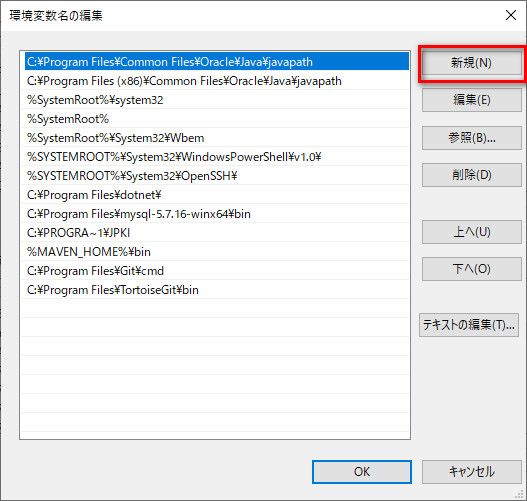 環境変数名の編集
C:¥Program Files¥Common Files¥Oracle¥Java¥javapath
新規(N)
C:¥Program Files (x86)¥Common Files¥Oracle¥Java¥javapath
%SystemRoot%¥system32
編集(E)
%SystemRoot%
%SystemRoot%¥System32¥Wbem
参照(B)...
%SYSTEMROOT%¥System32¥WindowsPowerShell¥v1.0¥
%SYSTEMROOT%¥System32¥OpenSSH¥
削除(D)
C:¥Program Files¥dotnet¥
C:¥Program Files¥mysql-5.7.16-winx64¥bin
C:¥PROGRA~1¥JPKI
上へ(U)
%MAVEN_HOME%¥bin
C:¥Program Files¥Git¥cmd
下へ(O)
C:¥Program Files¥TortoiseGit¥bin
テキストの編集(T)...
OK
キャンセル